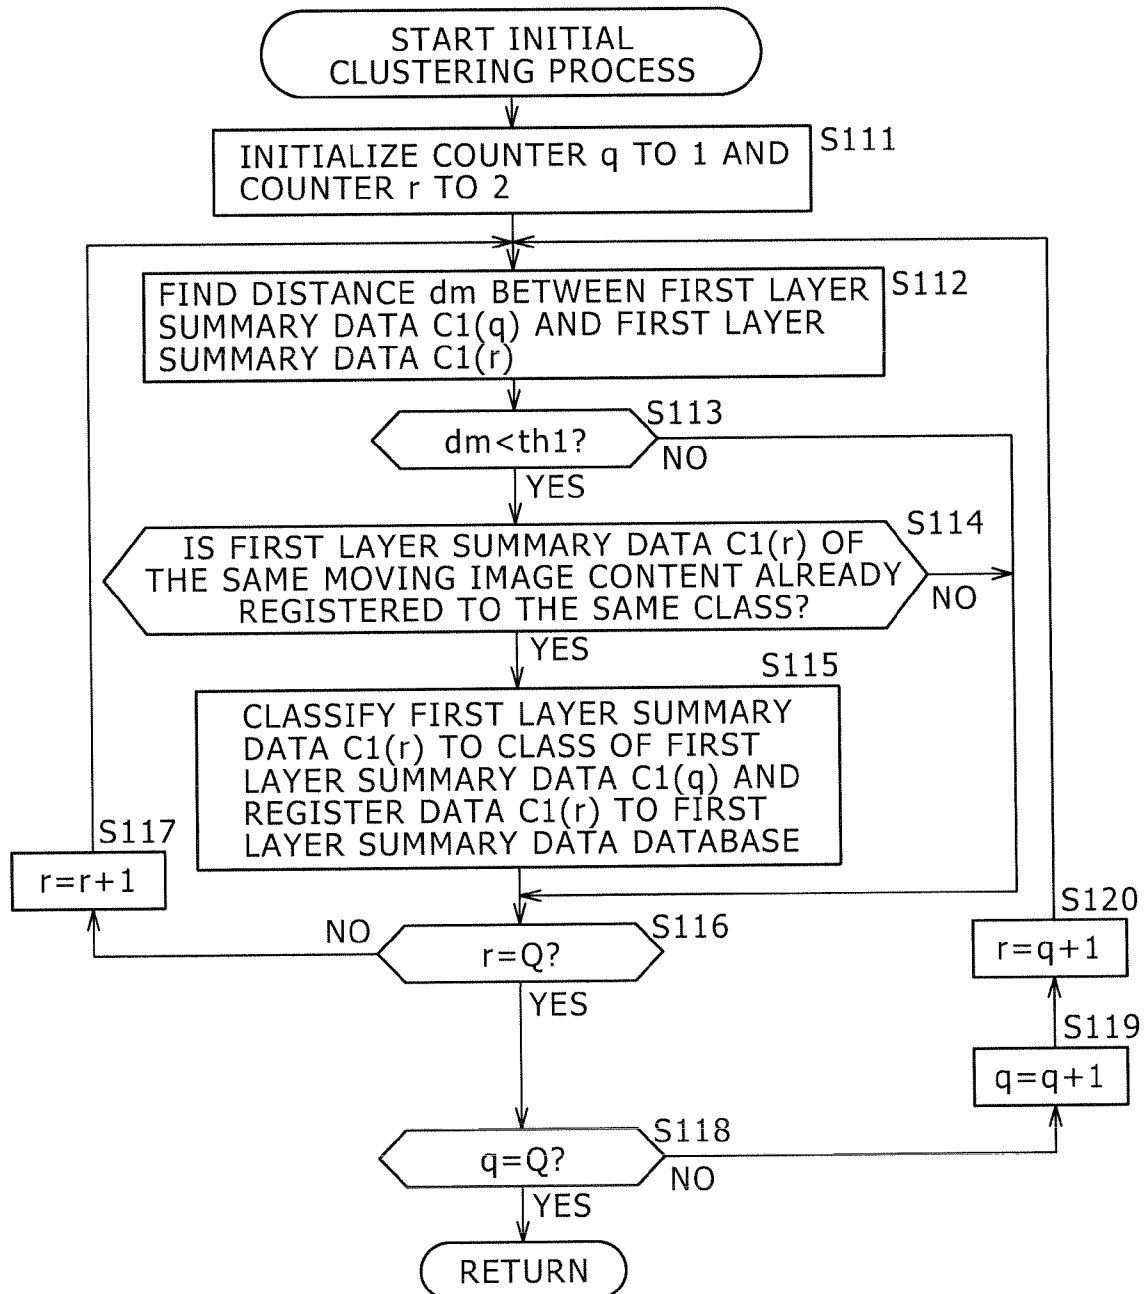 START INITIAL
CLUSTERING PROCESS
S111
INITIALIZE COUNTER q TO 1 AND
COUNTER r TO 2
S112
FIND DISTANCE dm BETWEEN FIRST LAYER
SUMMARY DATA C1(q) AND FIRST LAYER
SUMMARY DATA C1(r)
S113
dm<th1?
NO
YES
S114
IS FIRST LAYER SUMMARY DATA C1(r) OF
THE SAME MOVING IMAGE CONTENT ALREADY
REGISTERED TO THE SAME CLASS?
NO
YES
S115
CLASSIFY FIRST LAYER SUMMARY
DATA C1(r) TO CLASS OF FIRST
LAYER SUMMARY DATA C1(q) AND
REGISTER DATA C1(r) TO FIRST
LAYER SUMMARY DATA DATABASE
S117
r=r+1
S116
r=Q?
NO
YES
S120
r=q+1
S119
q=q+1
S118
q=Q?
NO
YES
RETURN